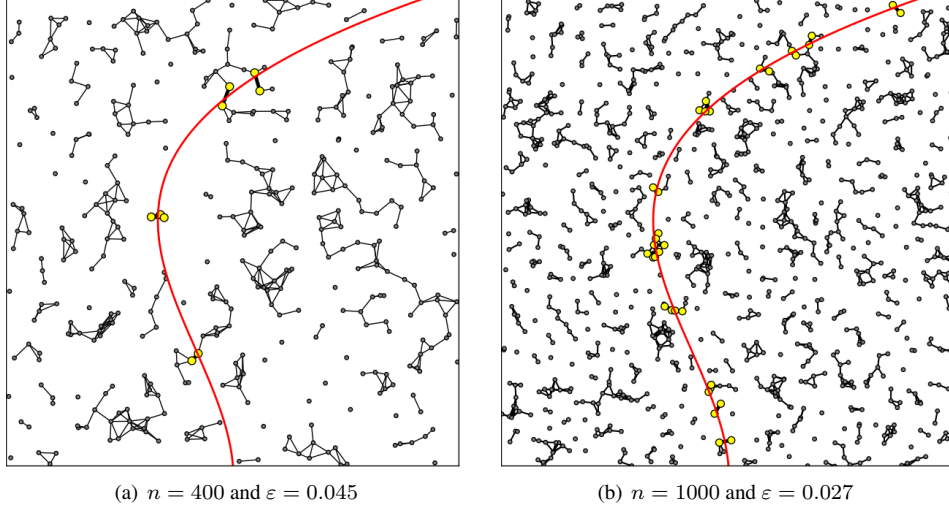 (a) n = 400 and ε = 0.045
(b) n = 1000 and ε = 0.027